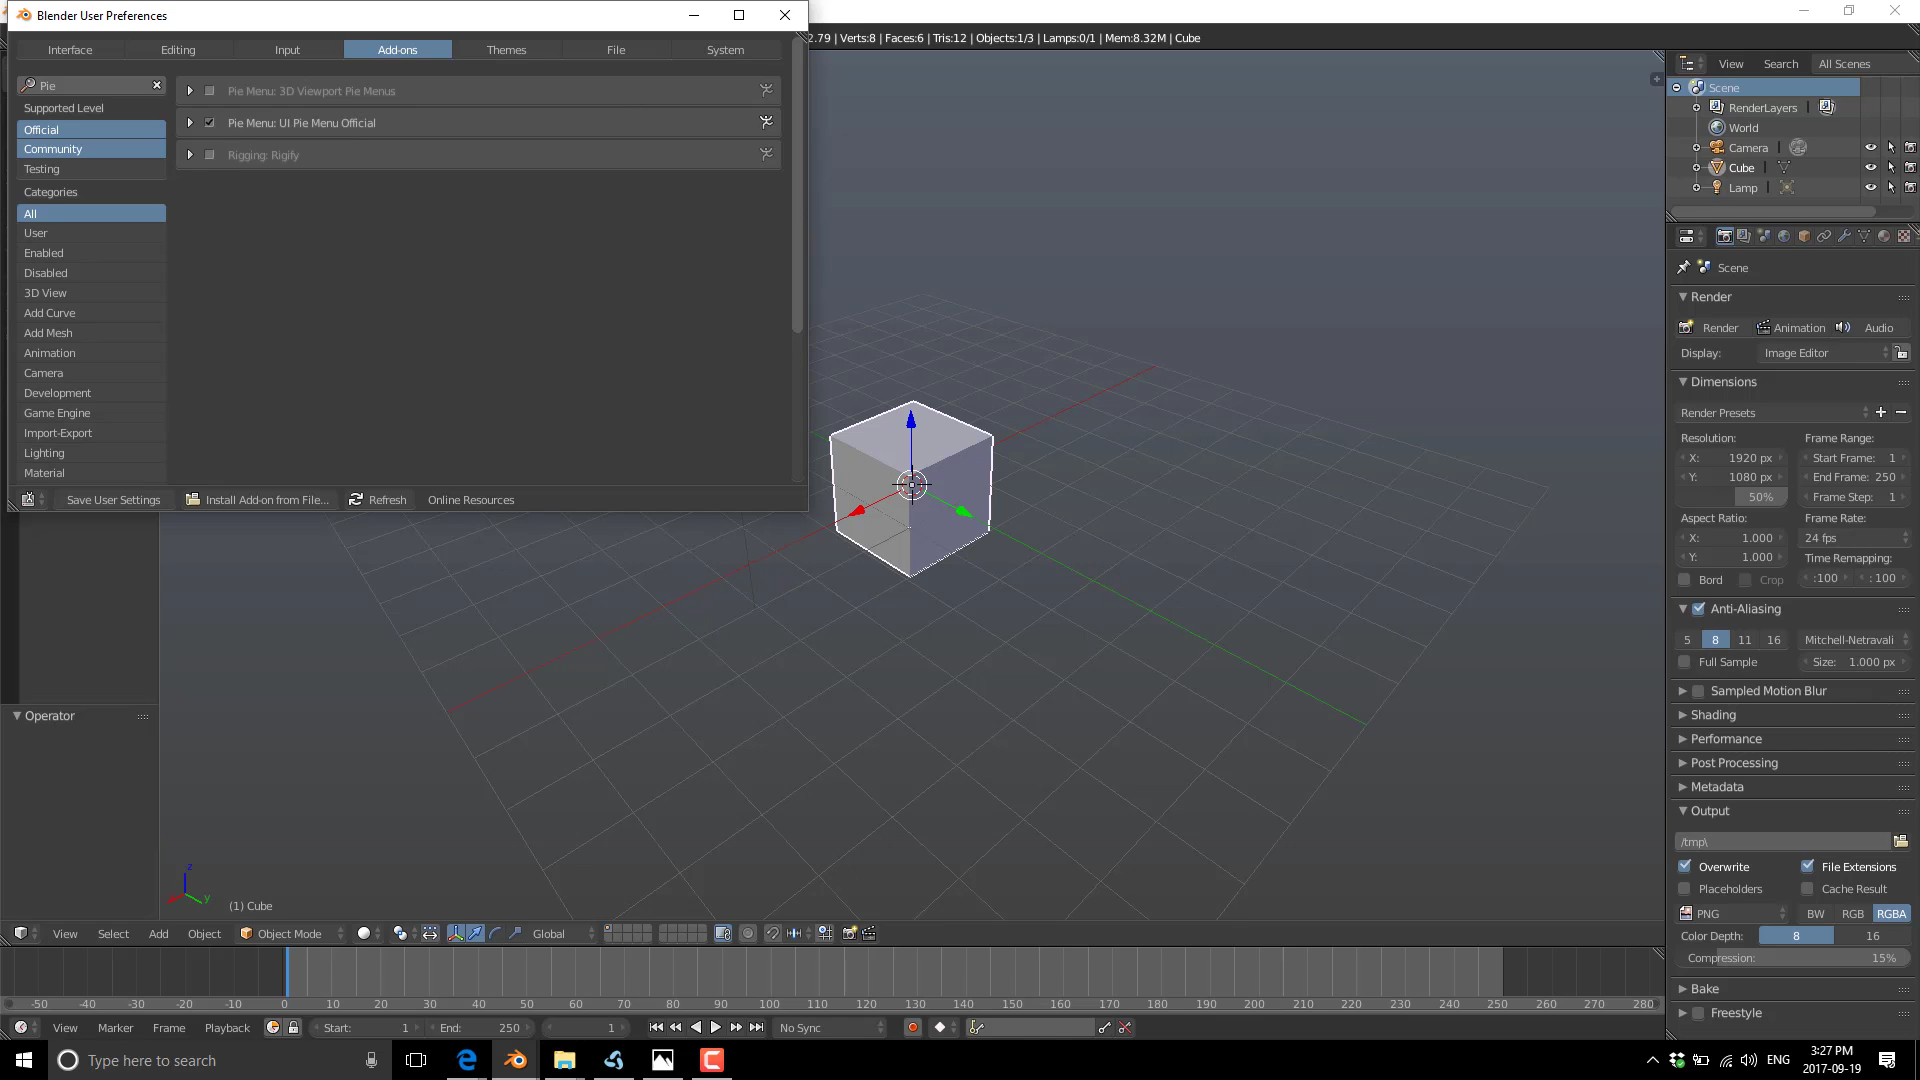 Blender User Preferences
Interface Editing Input Add-ons Themes File System
2.79 | Verts:8 | Faces:6 | Tris:12 | Objects:1/3 | Lamps:0/1 | Mem:8.32M | Cube
Pie
Supported Level
Official
Community
Testing
Categories
All
User
Enabled
Disabled
3D View
Add Curve
Add Mesh
Animation
Camera
Development
Game Engine
Import-Export
Lighting
Material
Pie Menu: 3D Viewport Pie Menus
Pie Menu: UI Pie Menu Official
Rigging: Rigify
Save User Settings Install Add-on from File... Refresh Online Resources
Operator
z
y
(1) Cube
View Select Add Object Object Mode Global
-50 -40 -30 -20 -10 0 10 20 30 40 50 60 70 80 90 100 110 120 130 140 150 160 170 180 190 200 210 220 230 240 250 260 270 280
View Marker Frame Playback Start: 1 End: 250 1 No Sync
View Search All Scenes
Scene
RenderLayers
World
Camera
Cube
Lamp
Scene
Render
Render Animation Audio
Display: Image Editor
Dimensions
Render Presets
Resolution: Frame Range:
X: 1920 px Start Frame: 1
Y: 1080 px End Frame: 250
50% Frame Step: 1
Aspect Ratio: Frame Rate:
X: 1.000 24 fps
Y: 1.000 Time Remapping:
Bord Crop :100 : 100
Anti-Aliasing
5 8 11 16 Mitchell-Netravali
Full Sample Size: 1.000 px
Sampled Motion Blur
Shading
Performance
Post Processing
Metadata
Output
/tmp\
Overwrite File Extensions
Placeholders Cache Result
PNG BW RGB RGBA
Color Depth: 8 16
Compression: 15%
Bake
Freestyle
Type here to search
ENG
3:27 PM
2017-09-19